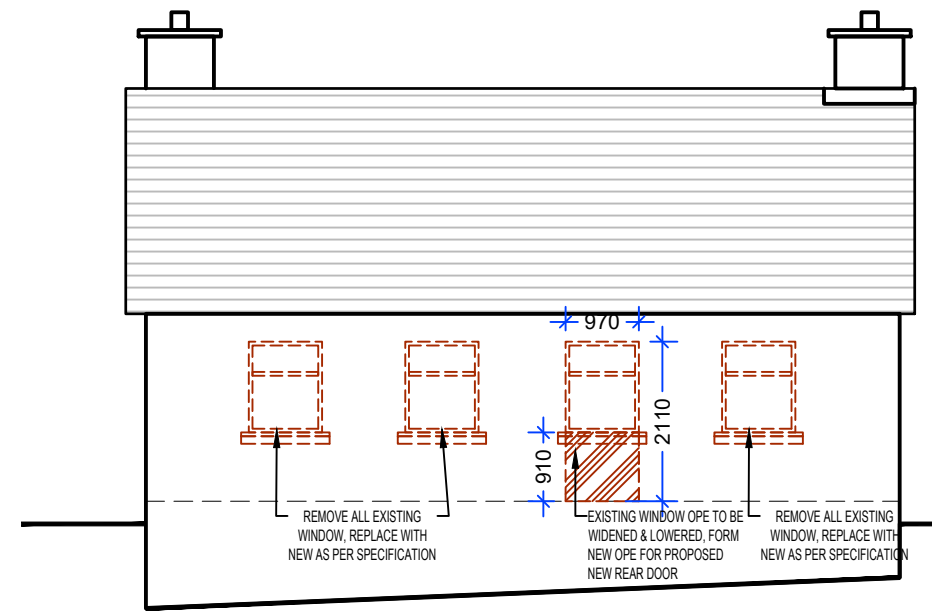 970
2110
910
REMOVE ALL EXISTING
WINDOW, REPLACE WITH
NEW AS PER SPECIFICATION
EXISTING WINDOW OPE TO BE
WIDENED & LOWERED, FORM
NEW OPE FOR PROPOSED
NEW REAR DOOR
REMOVE ALL EXISTING
WINDOW, REPLACE WITH
NEW AS PER SPECIFICATION